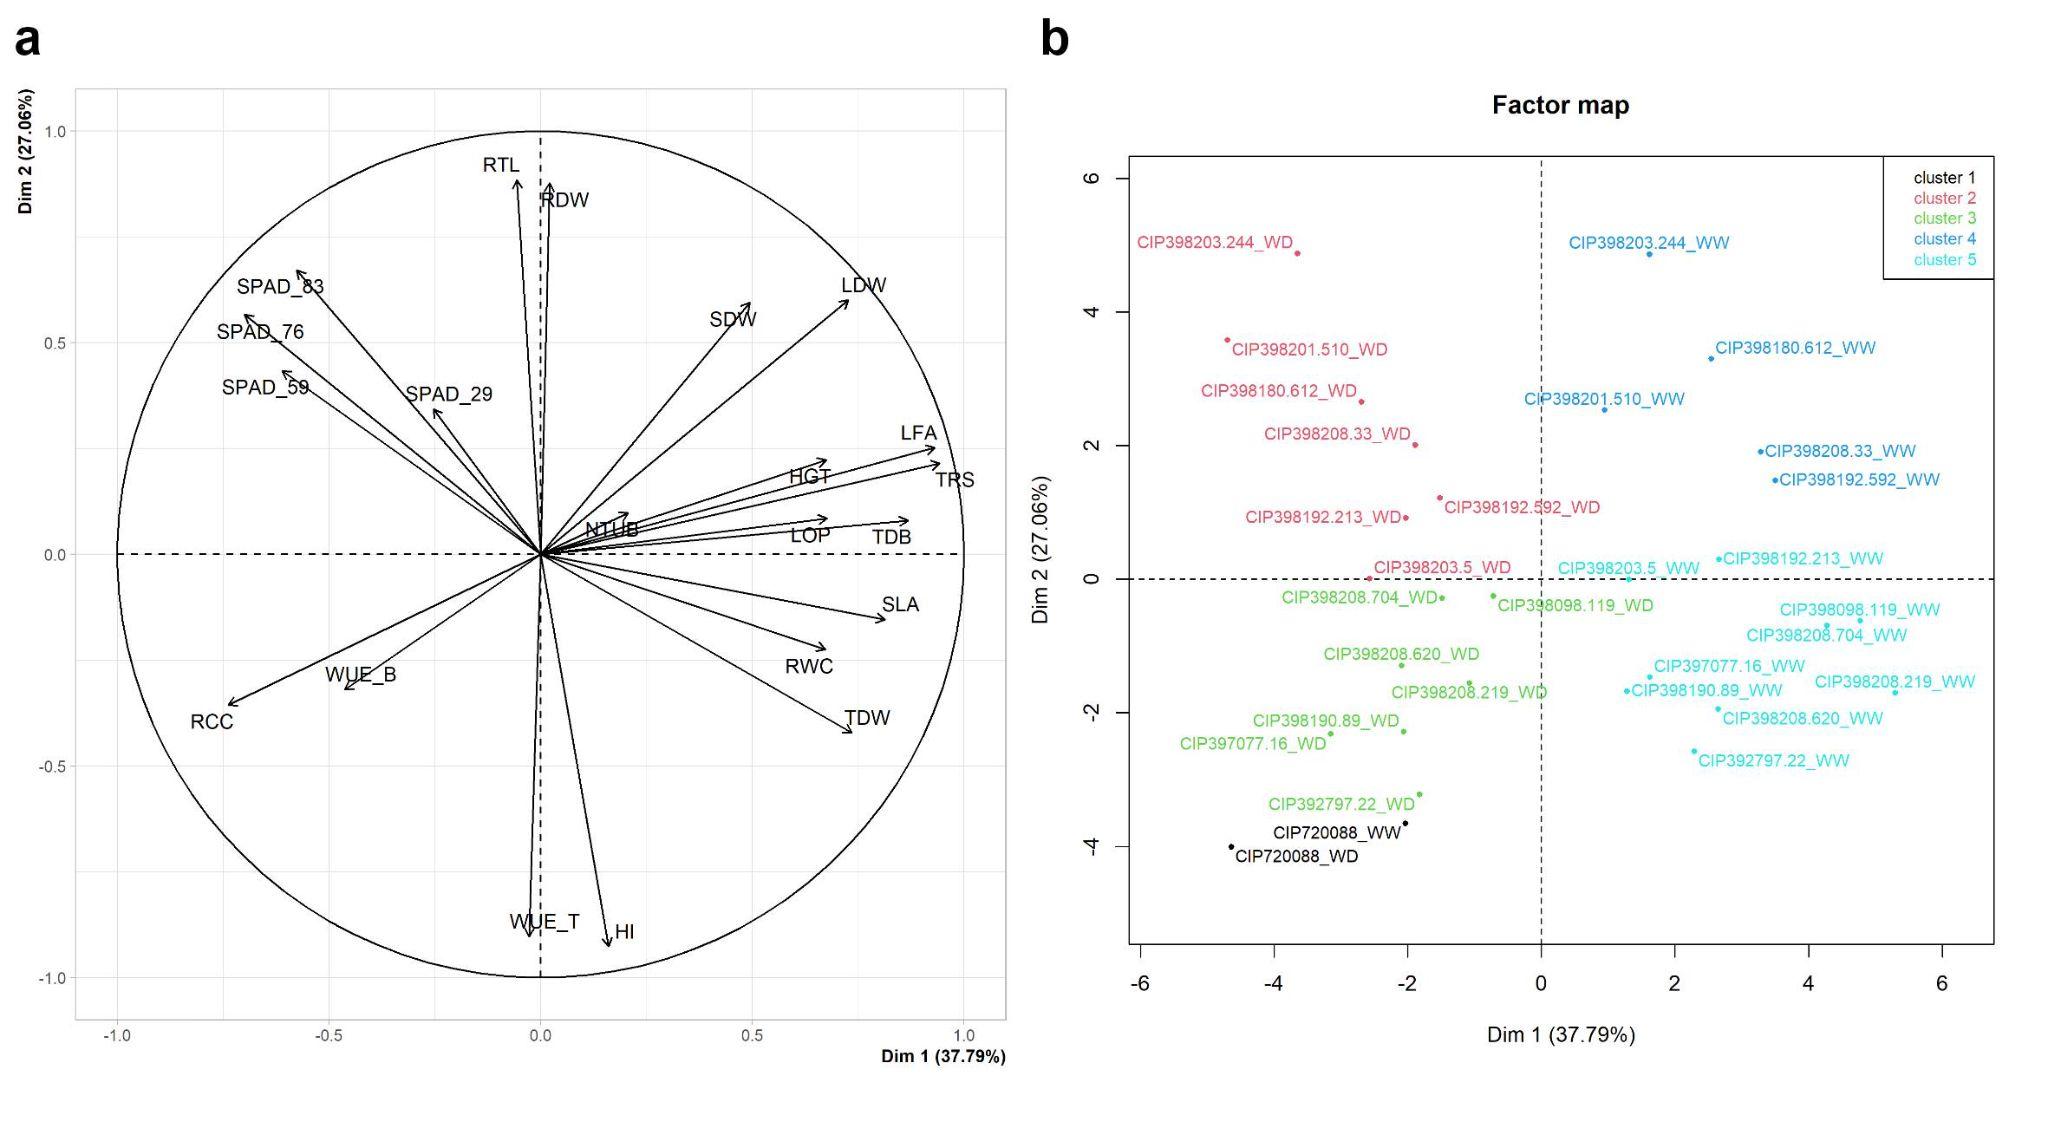 a
Dim 2 (27.06%)
1.0
0.5
0.0
-0.5
-1.0
RTL
RDW
SPAD_83
LDW
SDW
SPAD_76
SPAD_59
SPAD_29
LFA
HGT
TRS
NTUB
LOP
TDB
SLA
RWC
WUE_B
RCC
TDW
WUE_T
HI
-1.0
-0.5
0.0
0.5
1.0
Dim 1 (37.79%)
b
Factor map
Dim 2 (27.06%)
6
4
2
0
-2
-4
cluster 1
cluster 2
cluster 3
cluster 4
cluster 5
CIP398203.244_WD
CIP398203.244_WW
CIP398201.510_WD
CIP398180.612_WW
CIP398180.612_WD
CIP398201.510_WW
CIP398208.33_WD
CIP398208.33_WW
CIP398192.592_WW
CIP398192.592_WD
CIP398192.213_WD
CIP398192.213_WW
CIP398203.5_WD
CIP398203.5_WW
CIP398208.704_WD
CIP398098.119_WD
CIP398098.119_WW
CIP398208.704_WW
CIP398208.620_WD
CIP397077.16_WW
CIP398208.219_WW
CIP398208.219_WD
CIP398190.89_WW
CIP398190.89_WD
CIP398208.620_WW
CIP397077.16_WD
CIP392797.22_WW
CIP392797.22_WD
CIP720088_WW
CIP720088_WD
-6
-4
-2
0
2
4
6
Dim 1 (37.79%)